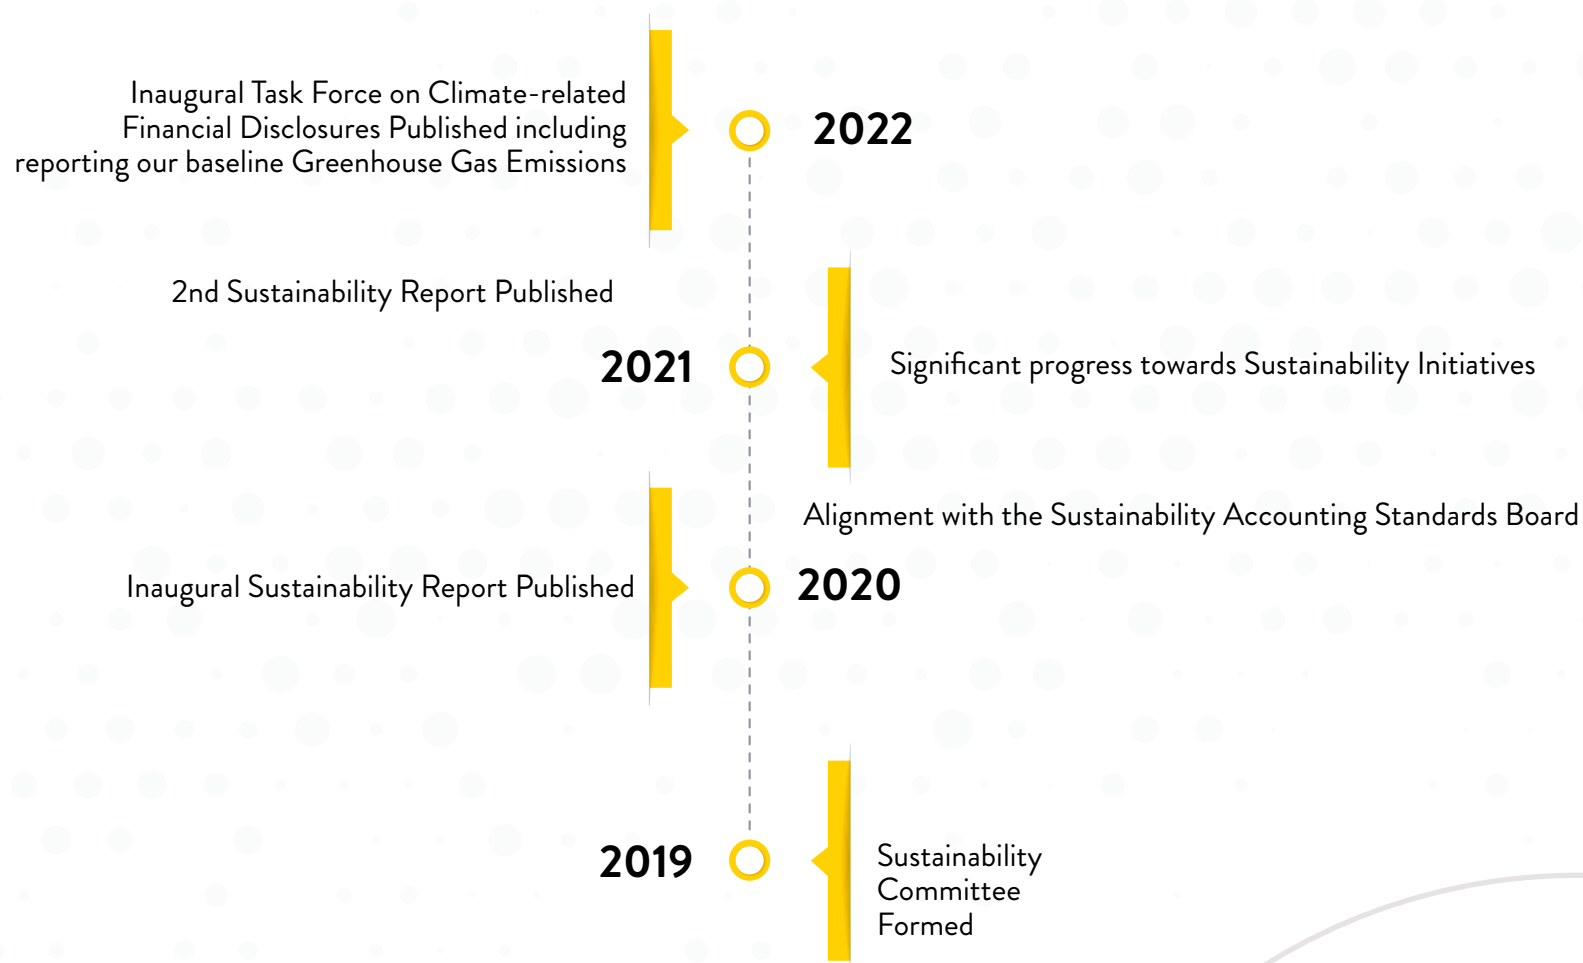 Inaugural Task Force on Climate-related
Financial Disclosures Published including
reporting our baseline Greenhouse Gas Emissions
2022
2nd Sustainability Report Published
2021
Significant progress towards Sustainability Initiatives
Alignment with the Sustainability Accounting Standards Board
Inaugural Sustainability Report Published
2020
2019
Sustainability
Committee
Formed